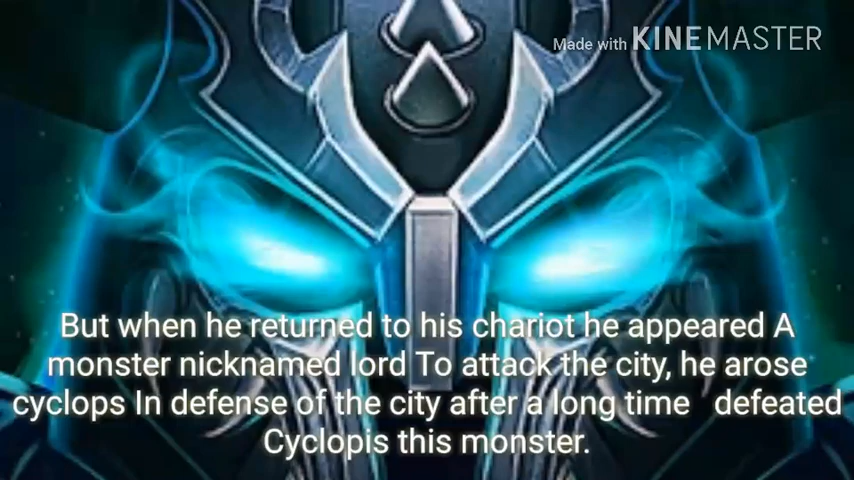 Made with KINEMASTER
But when he returned to his chariot he appeared A
monster nicknamed lord To attack the city, he arose
cyclops In defense of the city after a long time defeated
Cyclopis this monster.